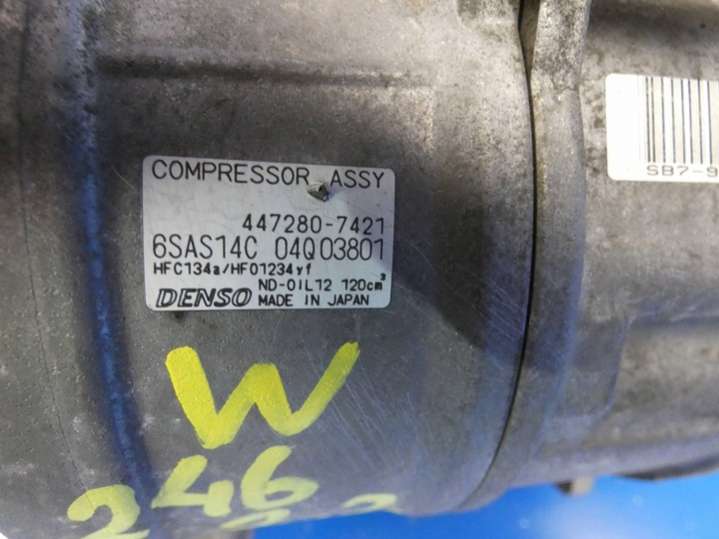 COMPRESSOR ASSY
447280-7421
6SAS14C 04Q03801
HFC134a/HFO1234yf
ND-OIL12 120cm³
DENSO MADE IN JAPAN
SB7-9
W
246